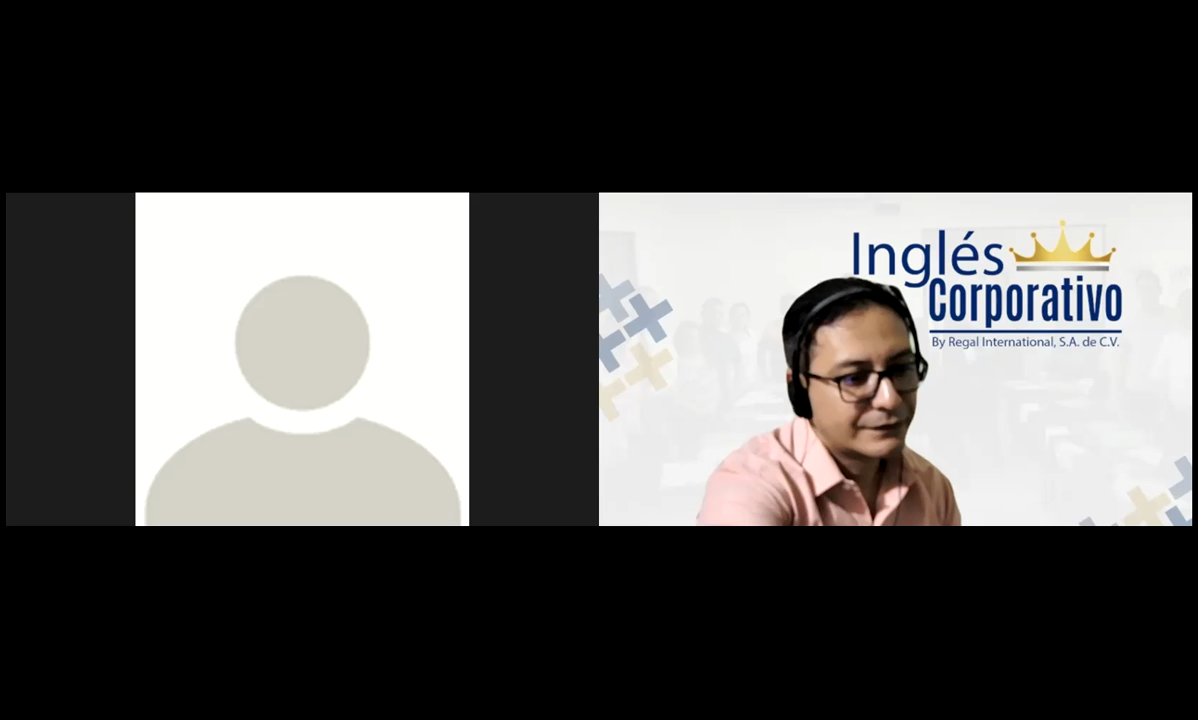 Inglés
Corporativo
By Regal International, S.A. de C.V.